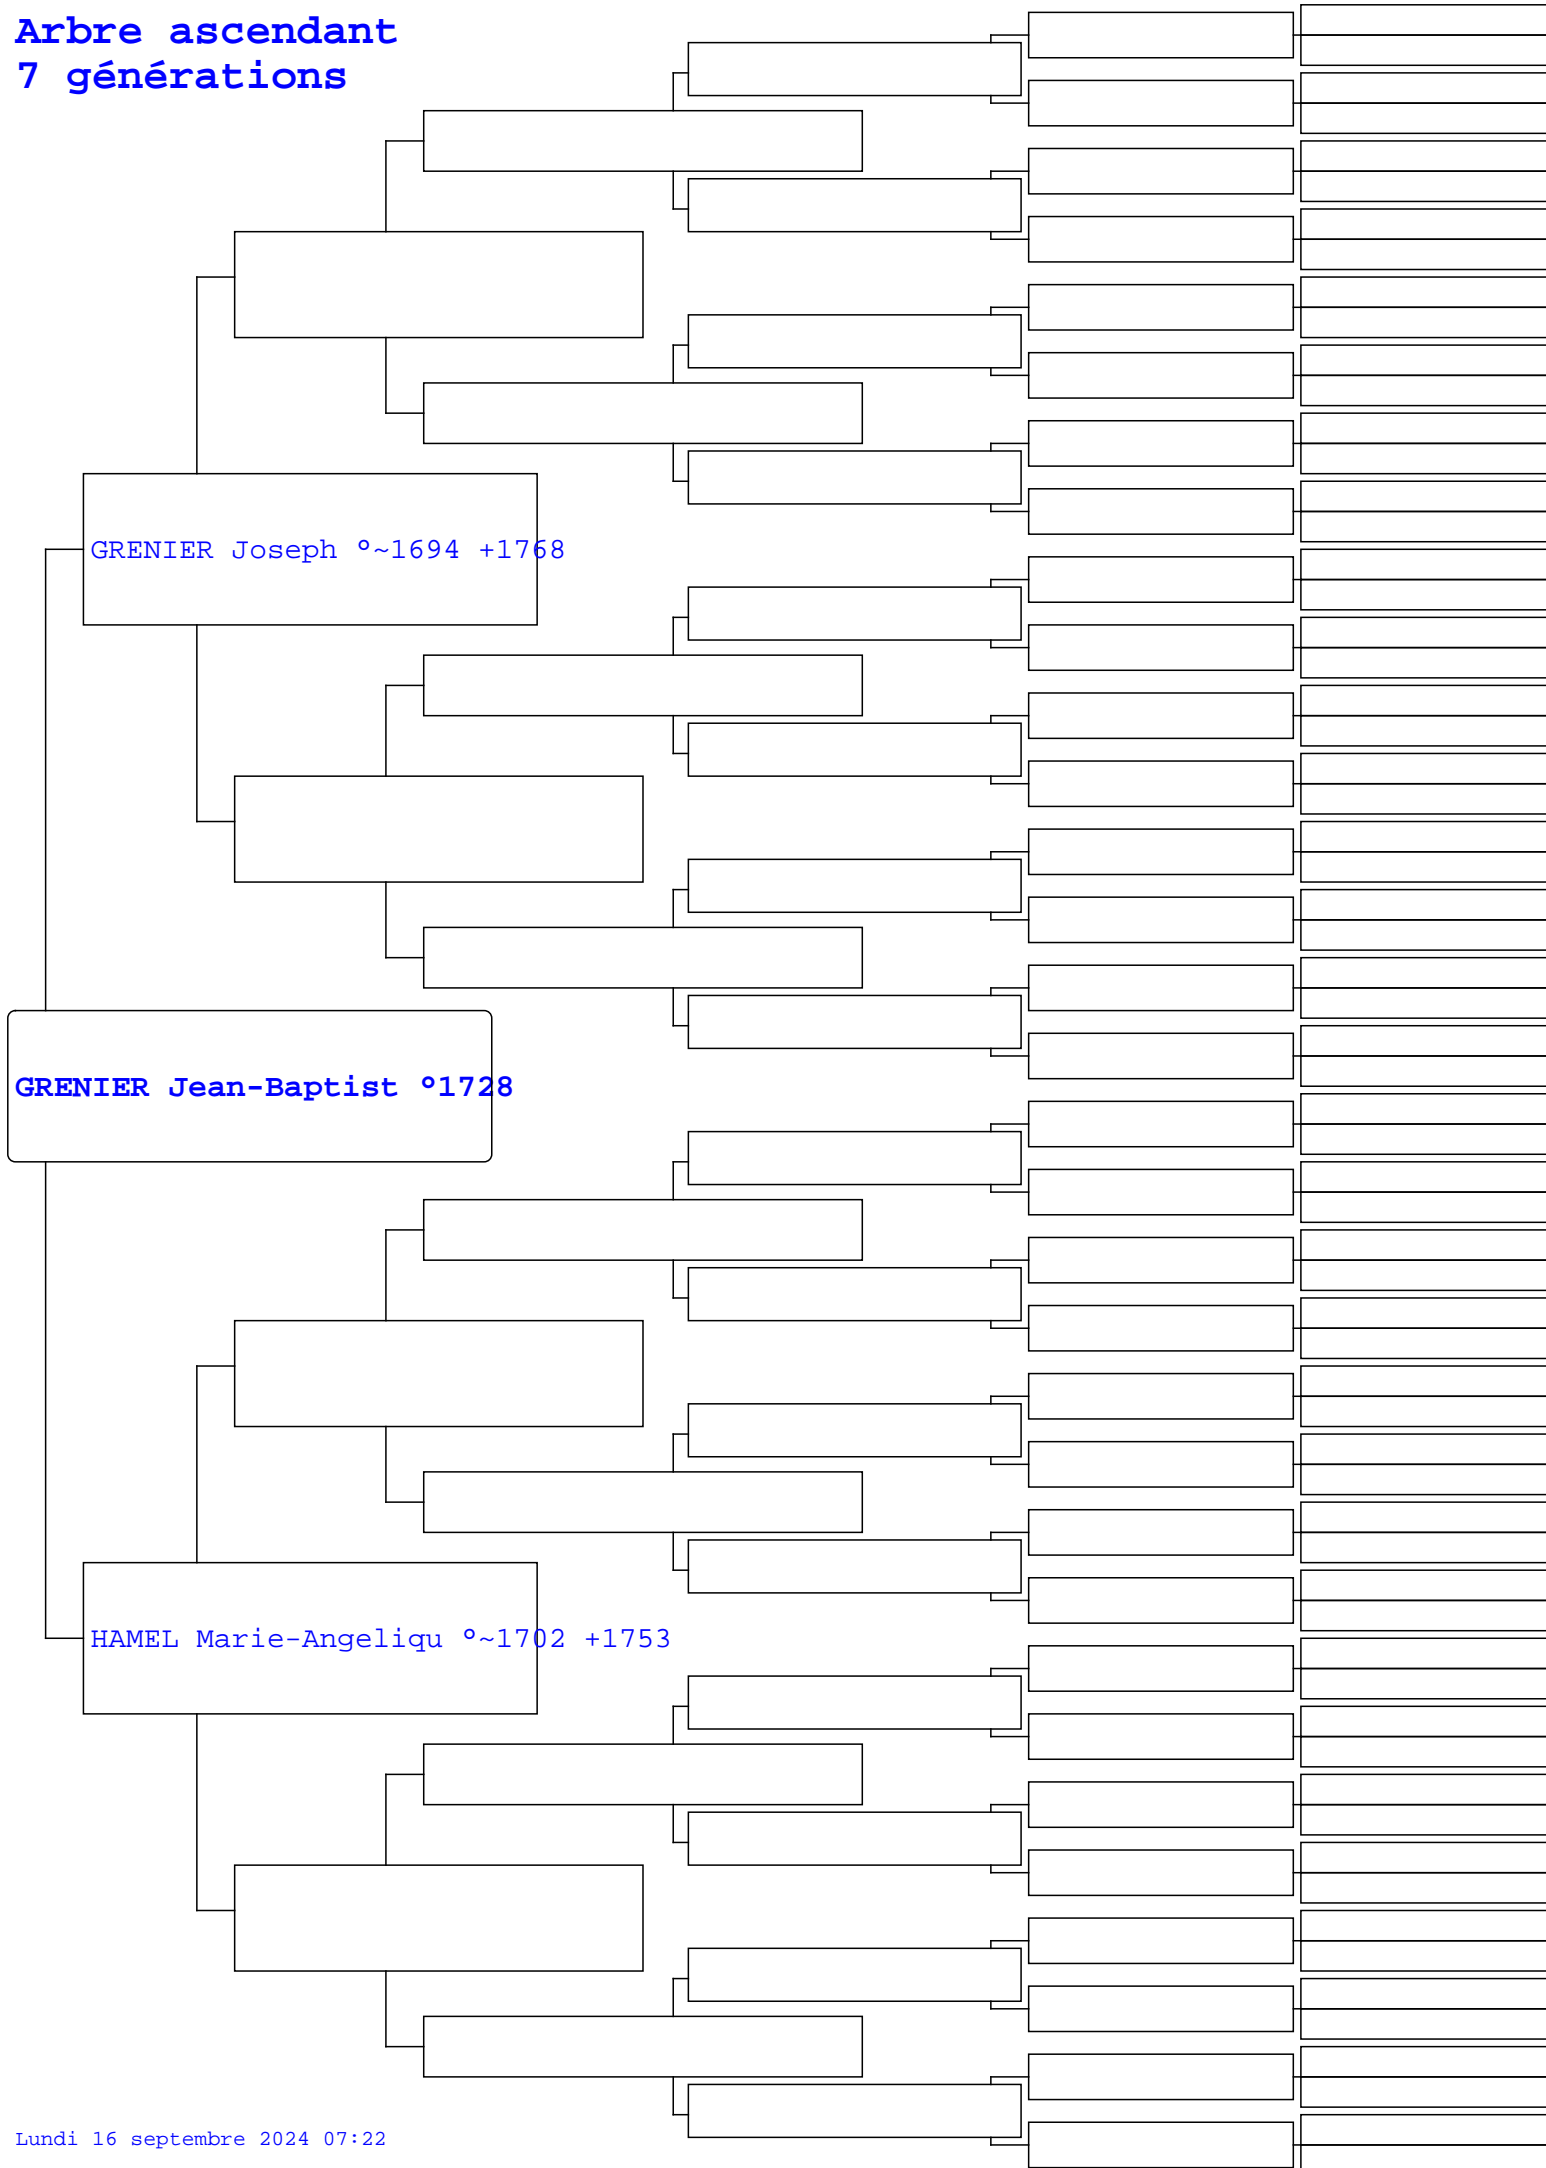 Arbre ascendant
7 générations
GRENIER Joseph °~1694 +1768
GRENIER Jean-Baptist °1728
HAMEL Marie-Angeliqu °~1702 +1753
Lundi 16 septembre 2024 07:22